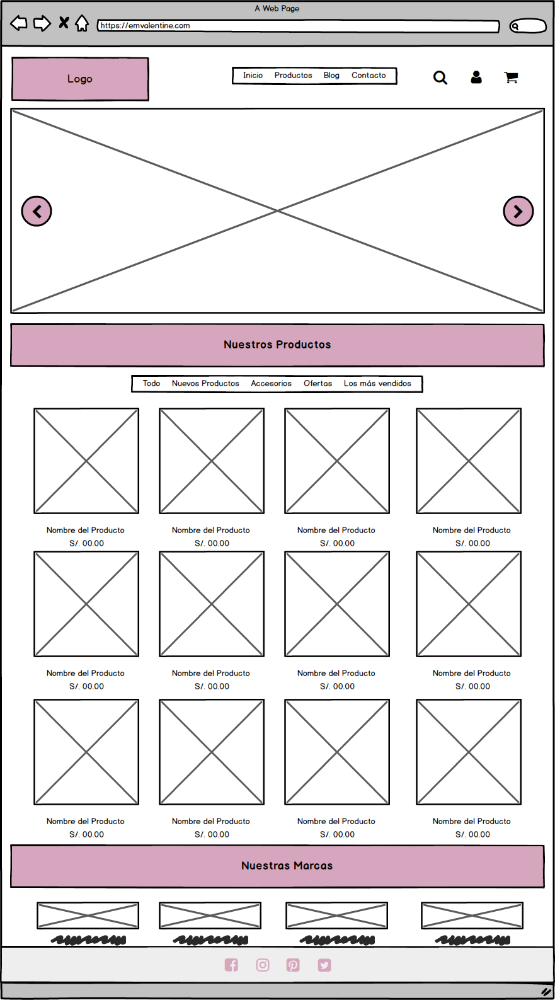 A Web Page
https://emvalentine.com
Logo
Inicio Productos Blog Contacto
Nuestros Productos
Todo Nuevos Productos Accesorios Ofertas Los más vendidos
Nombre del Producto Nombre del Producto Nombre del Producto Nombre del Producto
S/. 00.00 S/. 00.00 S/. 00.00 S/. 00.00
Nombre del Producto Nombre del Producto Nombre del Producto Nombre del Producto
S/. 00.00 S/. 00.00 S/. 00.00 S/. 00.00
Nombre del Producto Nombre del Producto Nombre del Producto Nombre del Producto
S/. 00.00 S/. 00.00 S/. 00.00 S/. 00.00
Nuestras Marcas